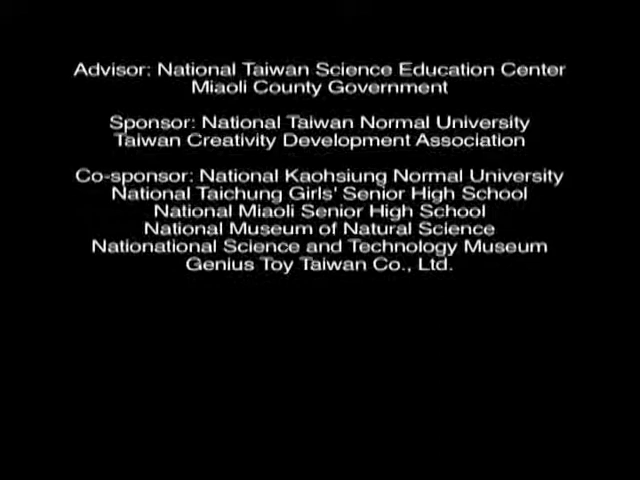 Advisor: National Taiwan Science Education Center
Miaoli County Government
Sponsor: National Taiwan Normal University
Taiwan Creativity Development Association
Co-sponsor: National Kaohsiung Normal University
National Taichung Girls' Senior High School
National Miaoli Senior High School
National Museum of Natural Science
Nationational Science and Technology Museum
Genius Toy Taiwan Co., Ltd.